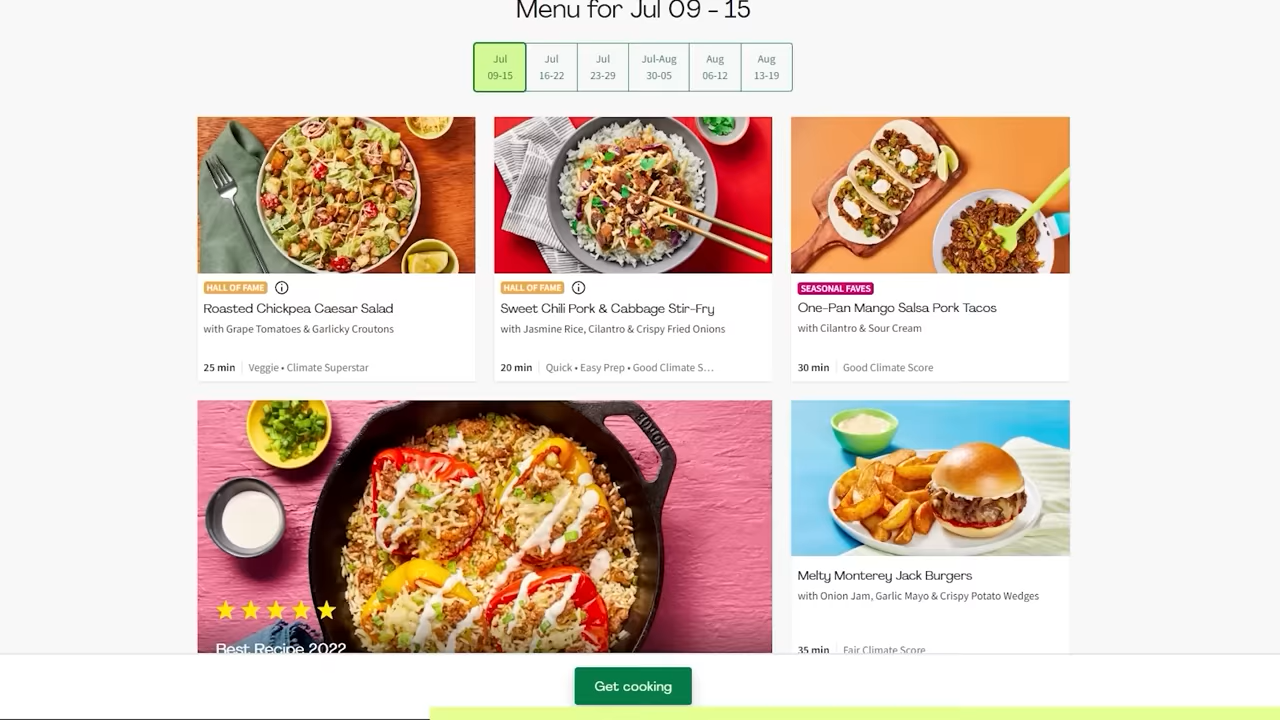 Menu for Jul 09 - 15
Jul
09-15
Jul
16-22
Jul
23-29
Jul-Aug
30-05
Aug
06-12
Aug
13-19
HALL OF FAME
Roasted Chickpea Caesar Salad
with Grape Tomatoes & Garlicky Croutons
25 min Veggie • Climate Superstar
HALL OF FAME
Sweet Chili Pork & Cabbage Stir-Fry
with Jasmine Rice, Cilantro & Crispy Fried Onions
20 min Quick • Easy Prep • Good Climate S...
SEASONAL FAVES
One-Pan Mango Salsa Pork Tacos
with Cilantro & Sour Cream
30 min Good Climate Score
Best Recipe 2022
Melty Monterey Jack Burgers
with Onion Jam, Garlic Mayo & Crispy Potato Wedges
35 min Fair Climate Score
Get cooking